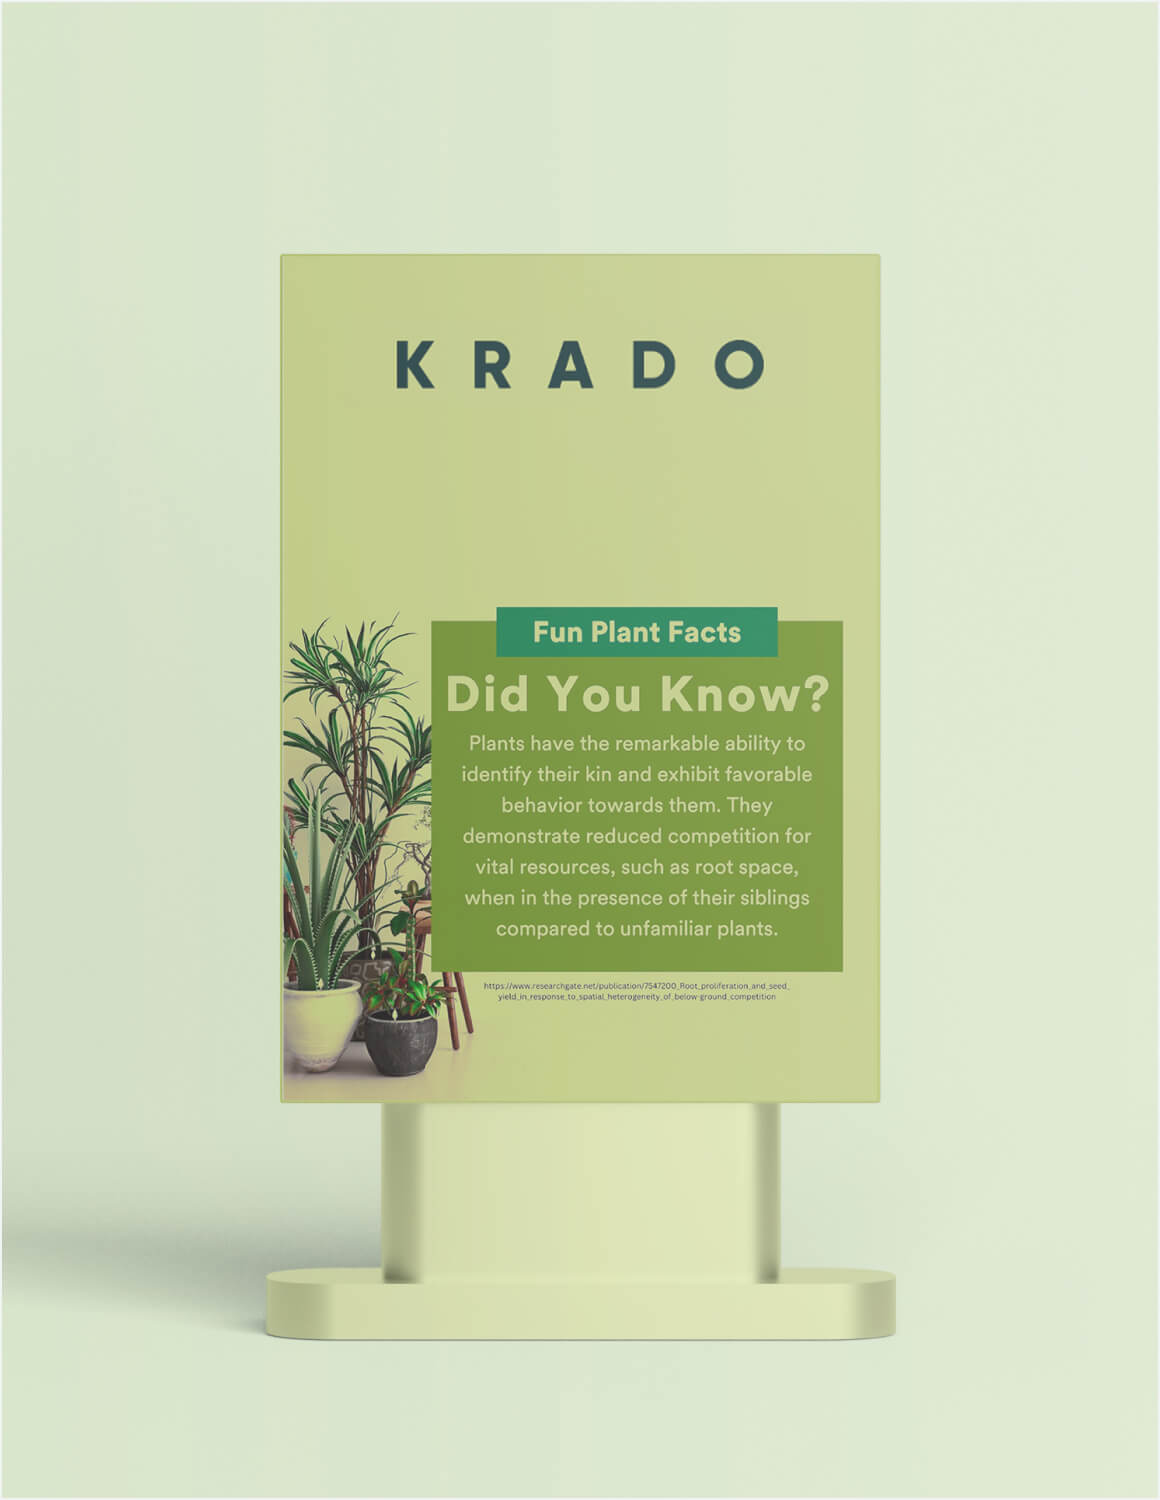 KRADO
Fun Plant Facts
Did You Know?
Plants have the remarkable ability to
identify their kin and exhibit favorable
behavior towards them. They
demonstrate reduced competition for
vital resources, such as root space,
when in the presence of their siblings
compared to unfamiliar plants.
https://www.researchgate.net/publication/7547200_Root_proliferation_and_seed_
yield_in_response_to_spatial_heterogeneity_of_below-ground_competition